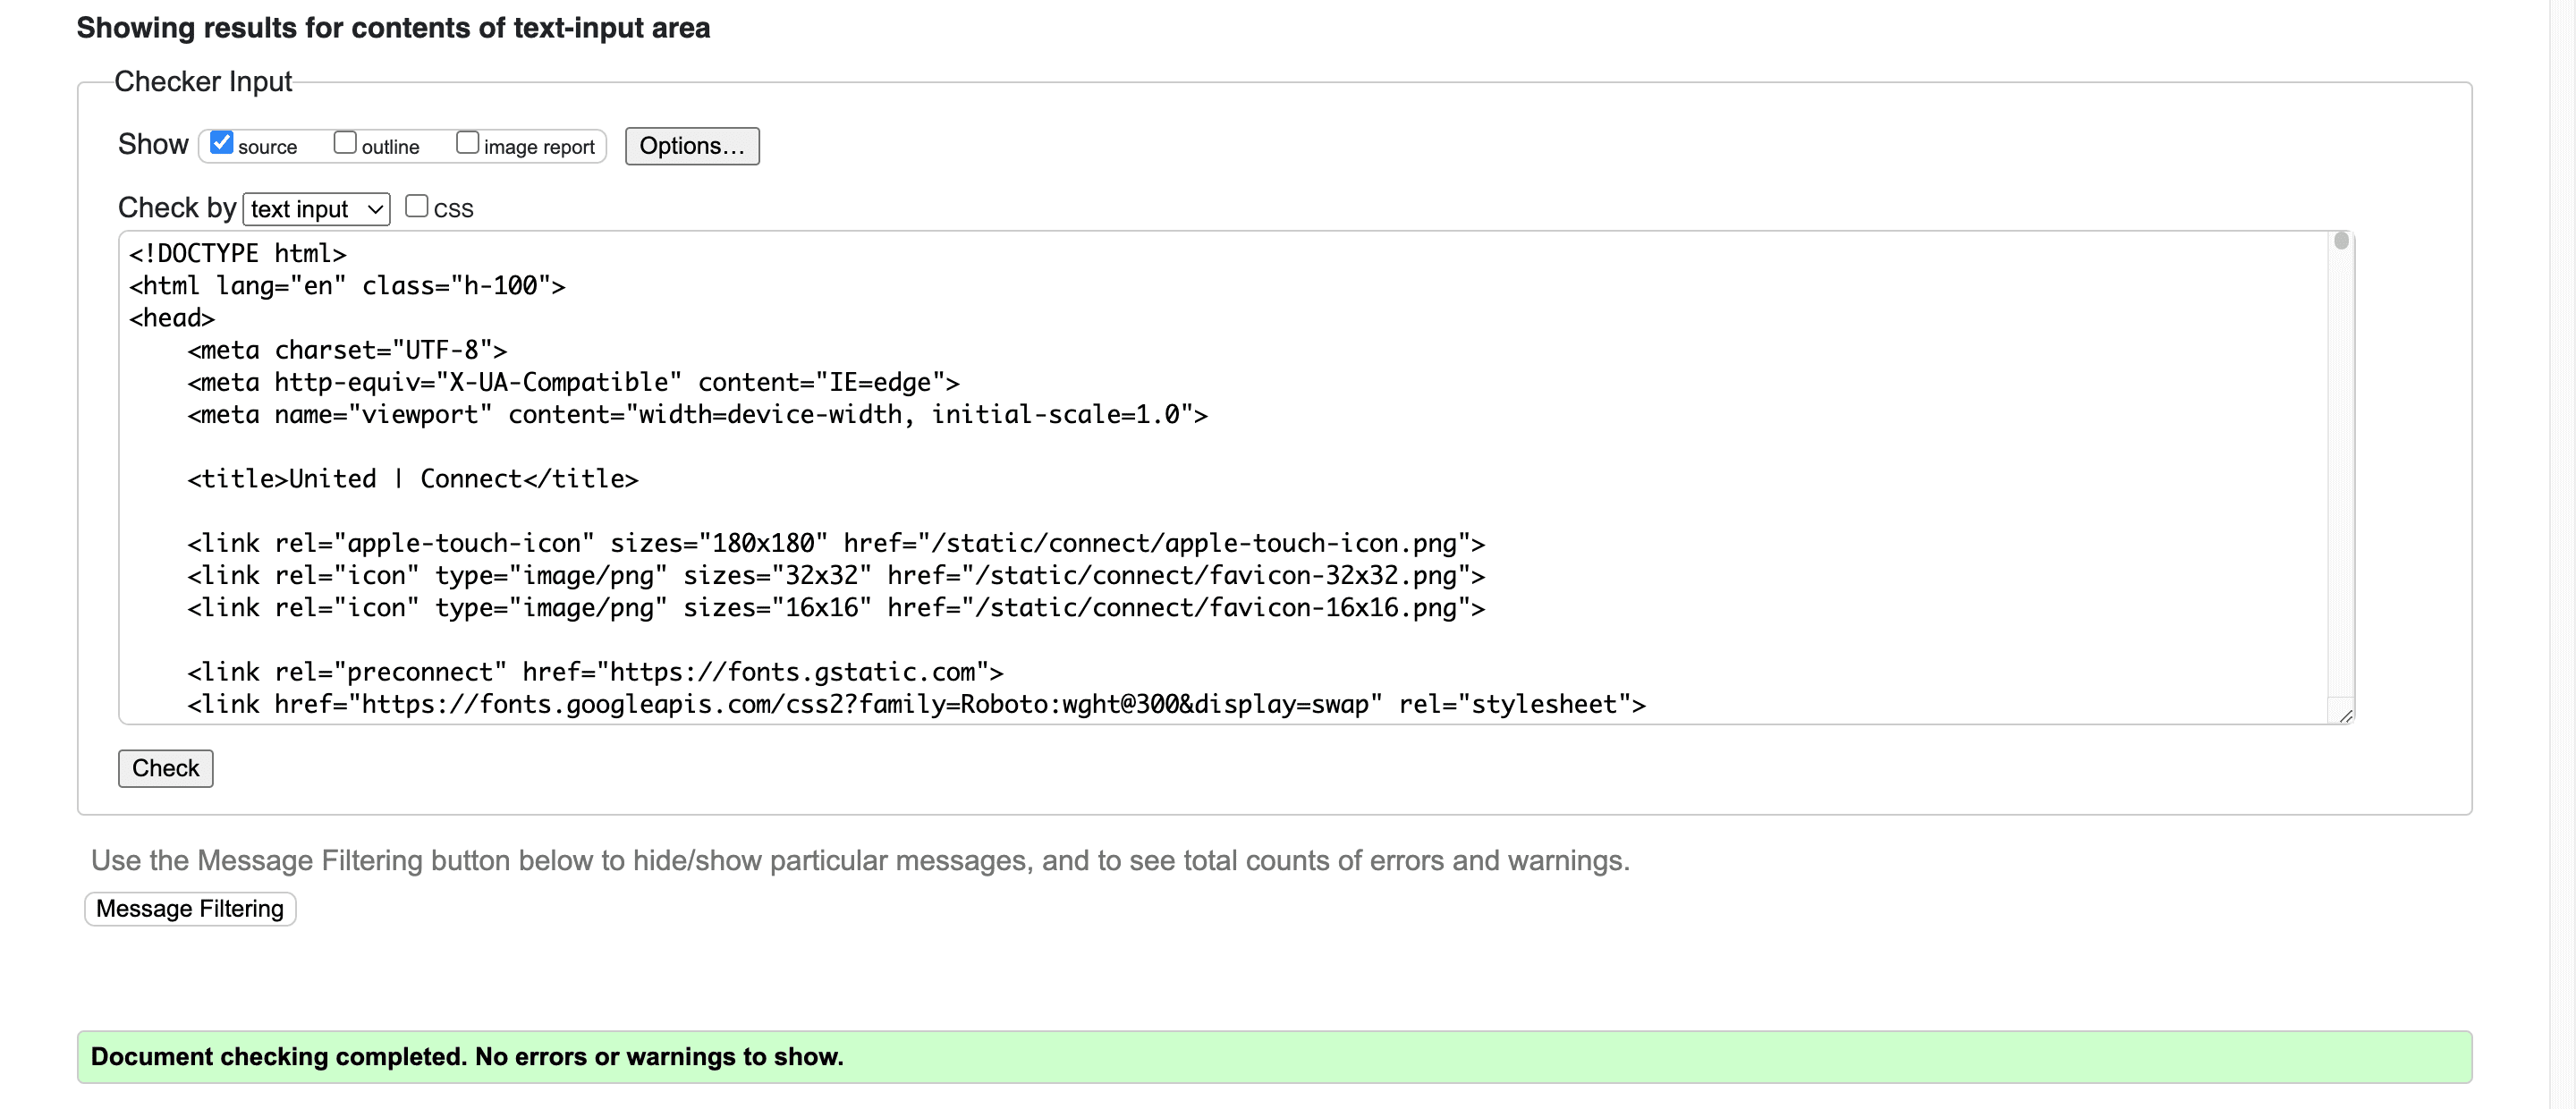 Showing results for contents of text-input area
Checker Input
Show source outline image report Options...
Check by text input CSS
<!DOCTYPE html>
<html lang="en" class="h-100">
<head>
    <meta charset="UTF-8">
    <meta http-equiv="X-UA-Compatible" content="IE=edge">
    <meta name="viewport" content="width=device-width, initial-scale=1.0">
    <title>United | Connect</title>
    <link rel="apple-touch-icon" sizes="180x180" href="/static/connect/apple-touch-icon.png">
    <link rel="icon" type="image/png" sizes="32x32" href="/static/connect/favicon-32x32.png">
    <link rel="icon" type="image/png" sizes="16x16" href="/static/connect/favicon-16x16.png">
    <link rel="preconnect" href="https://fonts.gstatic.com">
    <link href="https://fonts.googleapis.com/css2?family=Roboto:wght@300&display=swap" rel="stylesheet">
Check
Use the Message Filtering button below to hide/show particular messages, and to see total counts of errors and warnings.
Message Filtering
Document checking completed. No errors or warnings to show.